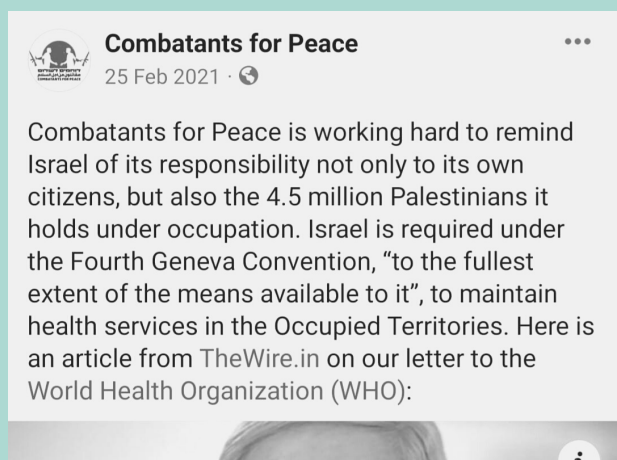 Combatants for Peace
25 Feb 2021 ·
Combatants for Peace is working hard to remind
Israel of its responsibility not only to its own
citizens, but also the 4.5 million Palestinians it
holds under occupation. Israel is required under
the Fourth Geneva Convention, “to the fullest
extent of the means available to it”, to maintain
health services in the Occupied Territories. Here is
an article from TheWire.in on our letter to the
World Health Organization (WHO):